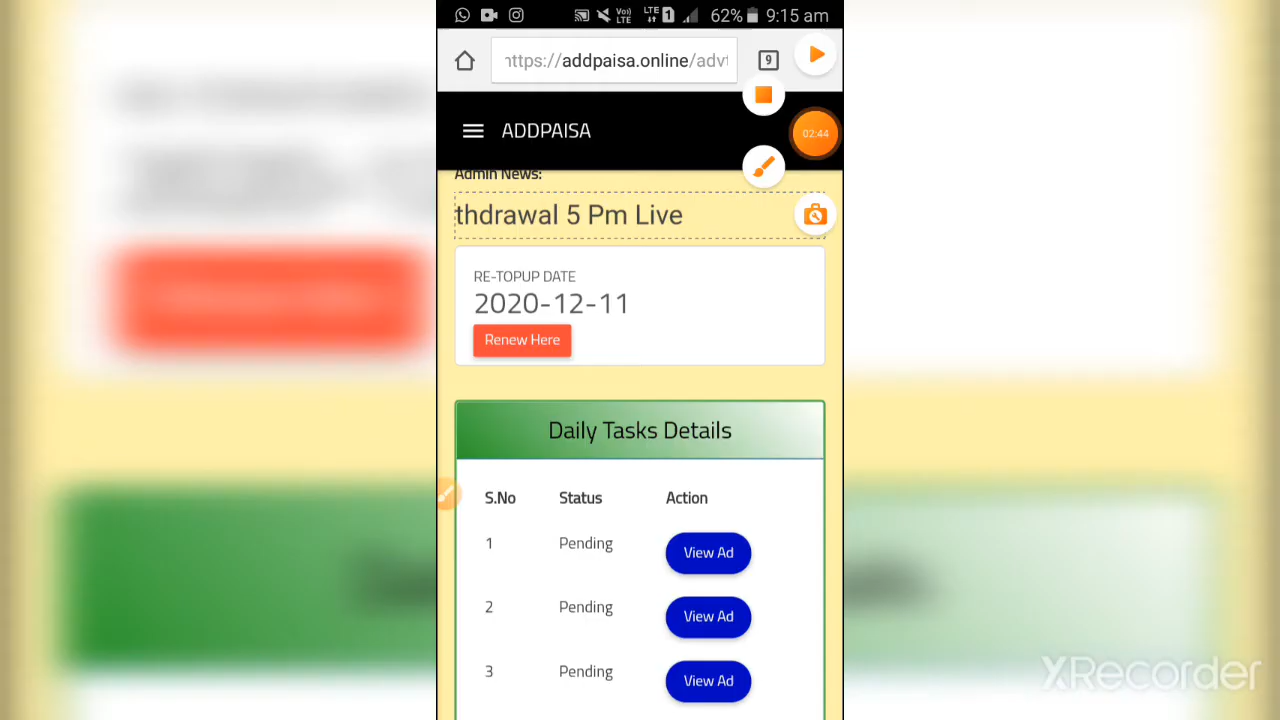 62% 9:15 am
https://addpaisa.online/adv
9
ADDPAISA
02:44
Admin News:
thdrawal 5 Pm Live
RE-TOPUP DATE
2020-12-11
Renew Here
Daily Tasks Details
S.No Status Action
1 Pending View Ad
2 Pending View Ad
3 Pending View Ad
XRecorder